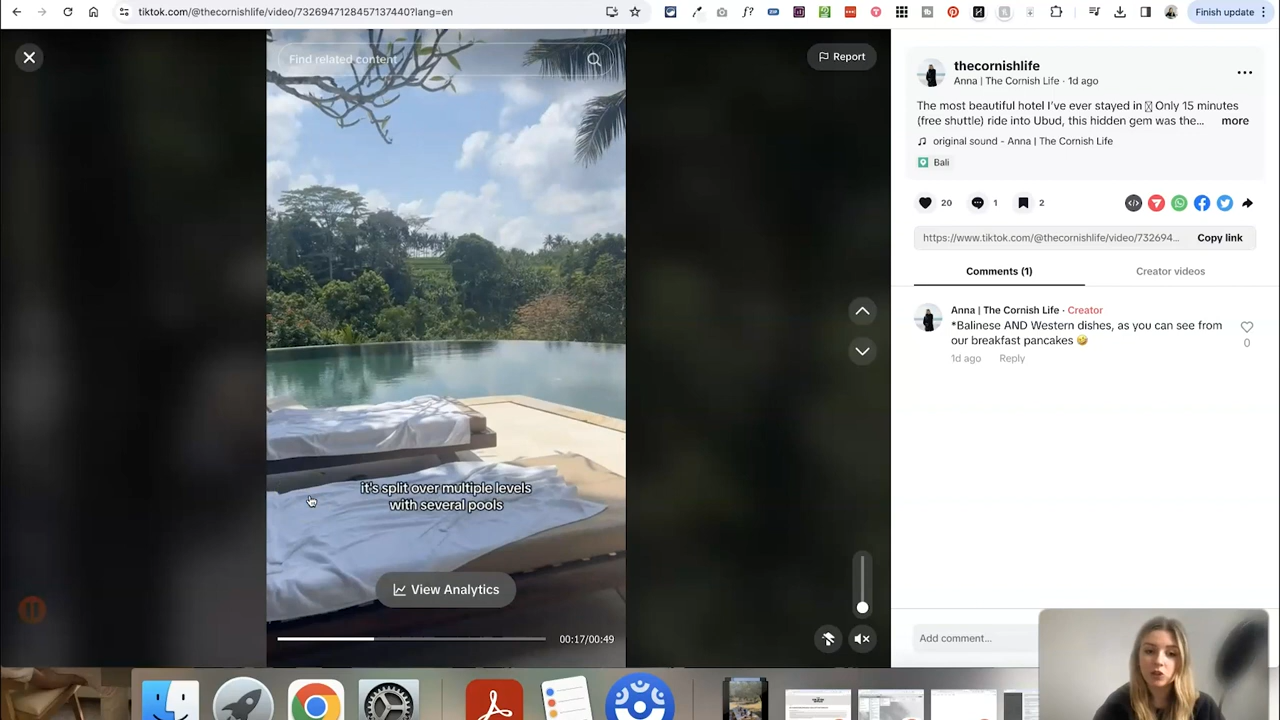 tiktok.com/@thecornishlife/video/7326947128457137440?lang=en
Finish update
Find related content
Report
it's split over multiple levels
with several pools
View Analytics
00:17/00:49
thecornishlife
Anna | The Cornish Life · 1d ago
The most beautiful hotel I've ever stayed in Only 15 minutes
(free shuttle) ride into Ubud, this hidden gem was the... more
original sound - Anna | The Cornish Life
Bali
20
1
2
https://www.tiktok.com/@thecornishlife/video/732694... Copy link
Comments (1)
Creator videos
Anna | The Cornish Life · Creator
*Balinese AND Western dishes, as you can see from
our breakfast pancakes 🤣
0
1d ago Reply
Add comment...